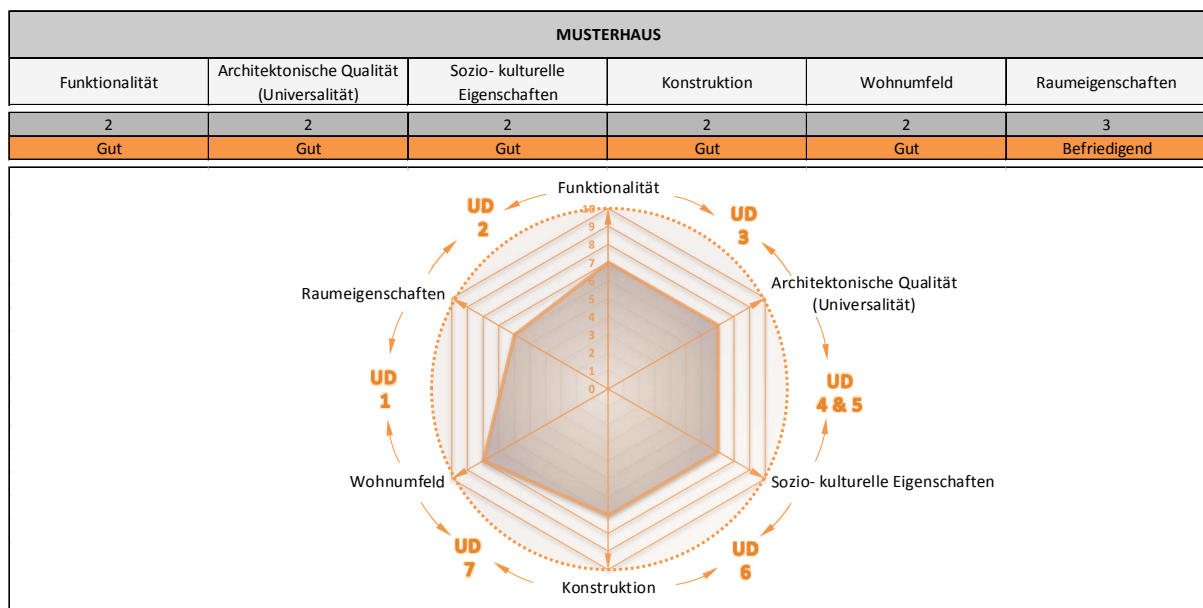 MUSTERHAUS
Funktionalität
Architektonische Qualität
(Universalität)
Sozio- kulturelle
Eigenschaften
Konstruktion
Wohnumfeld
Raumeigenschaften
2
2
2
2
2
3
Gut
Gut
Gut
Gut
Gut
Befriedigend
Funktionalität
UD
2
UD
3
10
9
8
7
6
5
4
3
2
1
0
Raumeigenschaften
Architektonische Qualität
(Universalität)
UD
1
UD
4 & 5
Wohnumfeld
Sozio- kulturelle Eigenschaften
UD
7
UD
6
Konstruktion